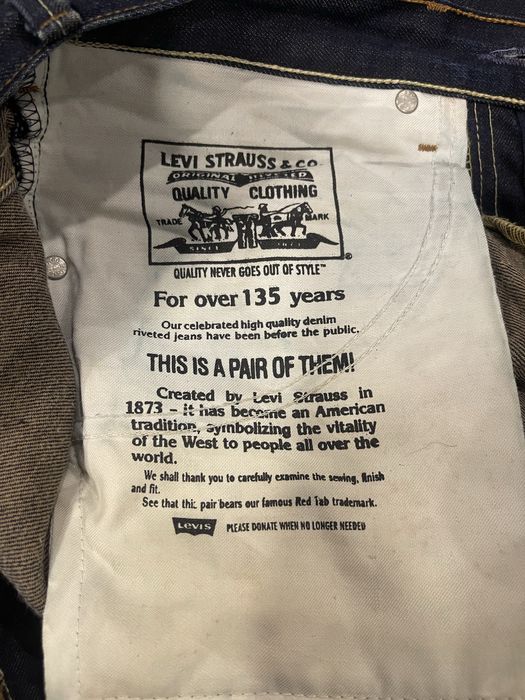 LEVI STRAUSS & CO
ORIGINAL RIVETED
QUALITY CLOTHING
TRADE MARK
SINCE
QUALITY NEVER GOES OUT OF STYLE™
®
For over 135 years
Our celebrated high quality denim
riveted jeans have been before the public.
THIS IS A PAIR OF THEM!
Created by Levi Strauss in
1873 - it has become an American
tradition, symbolizing the vitality
of the West to people all over the
world.
We shall thank you to carefully examine the sewing, finish
and fit.
See that this pair bears our famous Red Tab trademark.
LEVIS PLEASE DONATE WHEN NO LONGER NEEDED